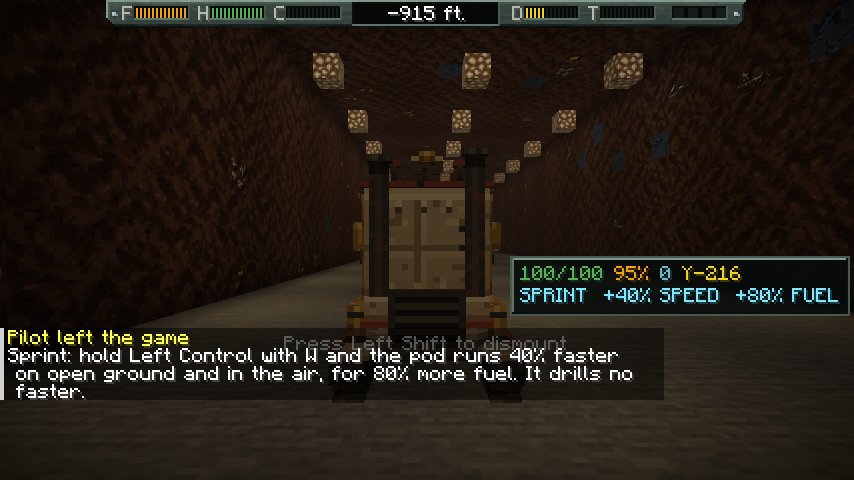 F H C -915 ft. D T
100/100 95% 0 Y-216
SPRINT +40% SPEED +80% FUEL
Pilot left the game
Press Left Shift to dismount
Sprint: hold Left Control with W and the pod runs 40% faster
on open ground and in the air, for 80% more fuel. It drills no
faster.